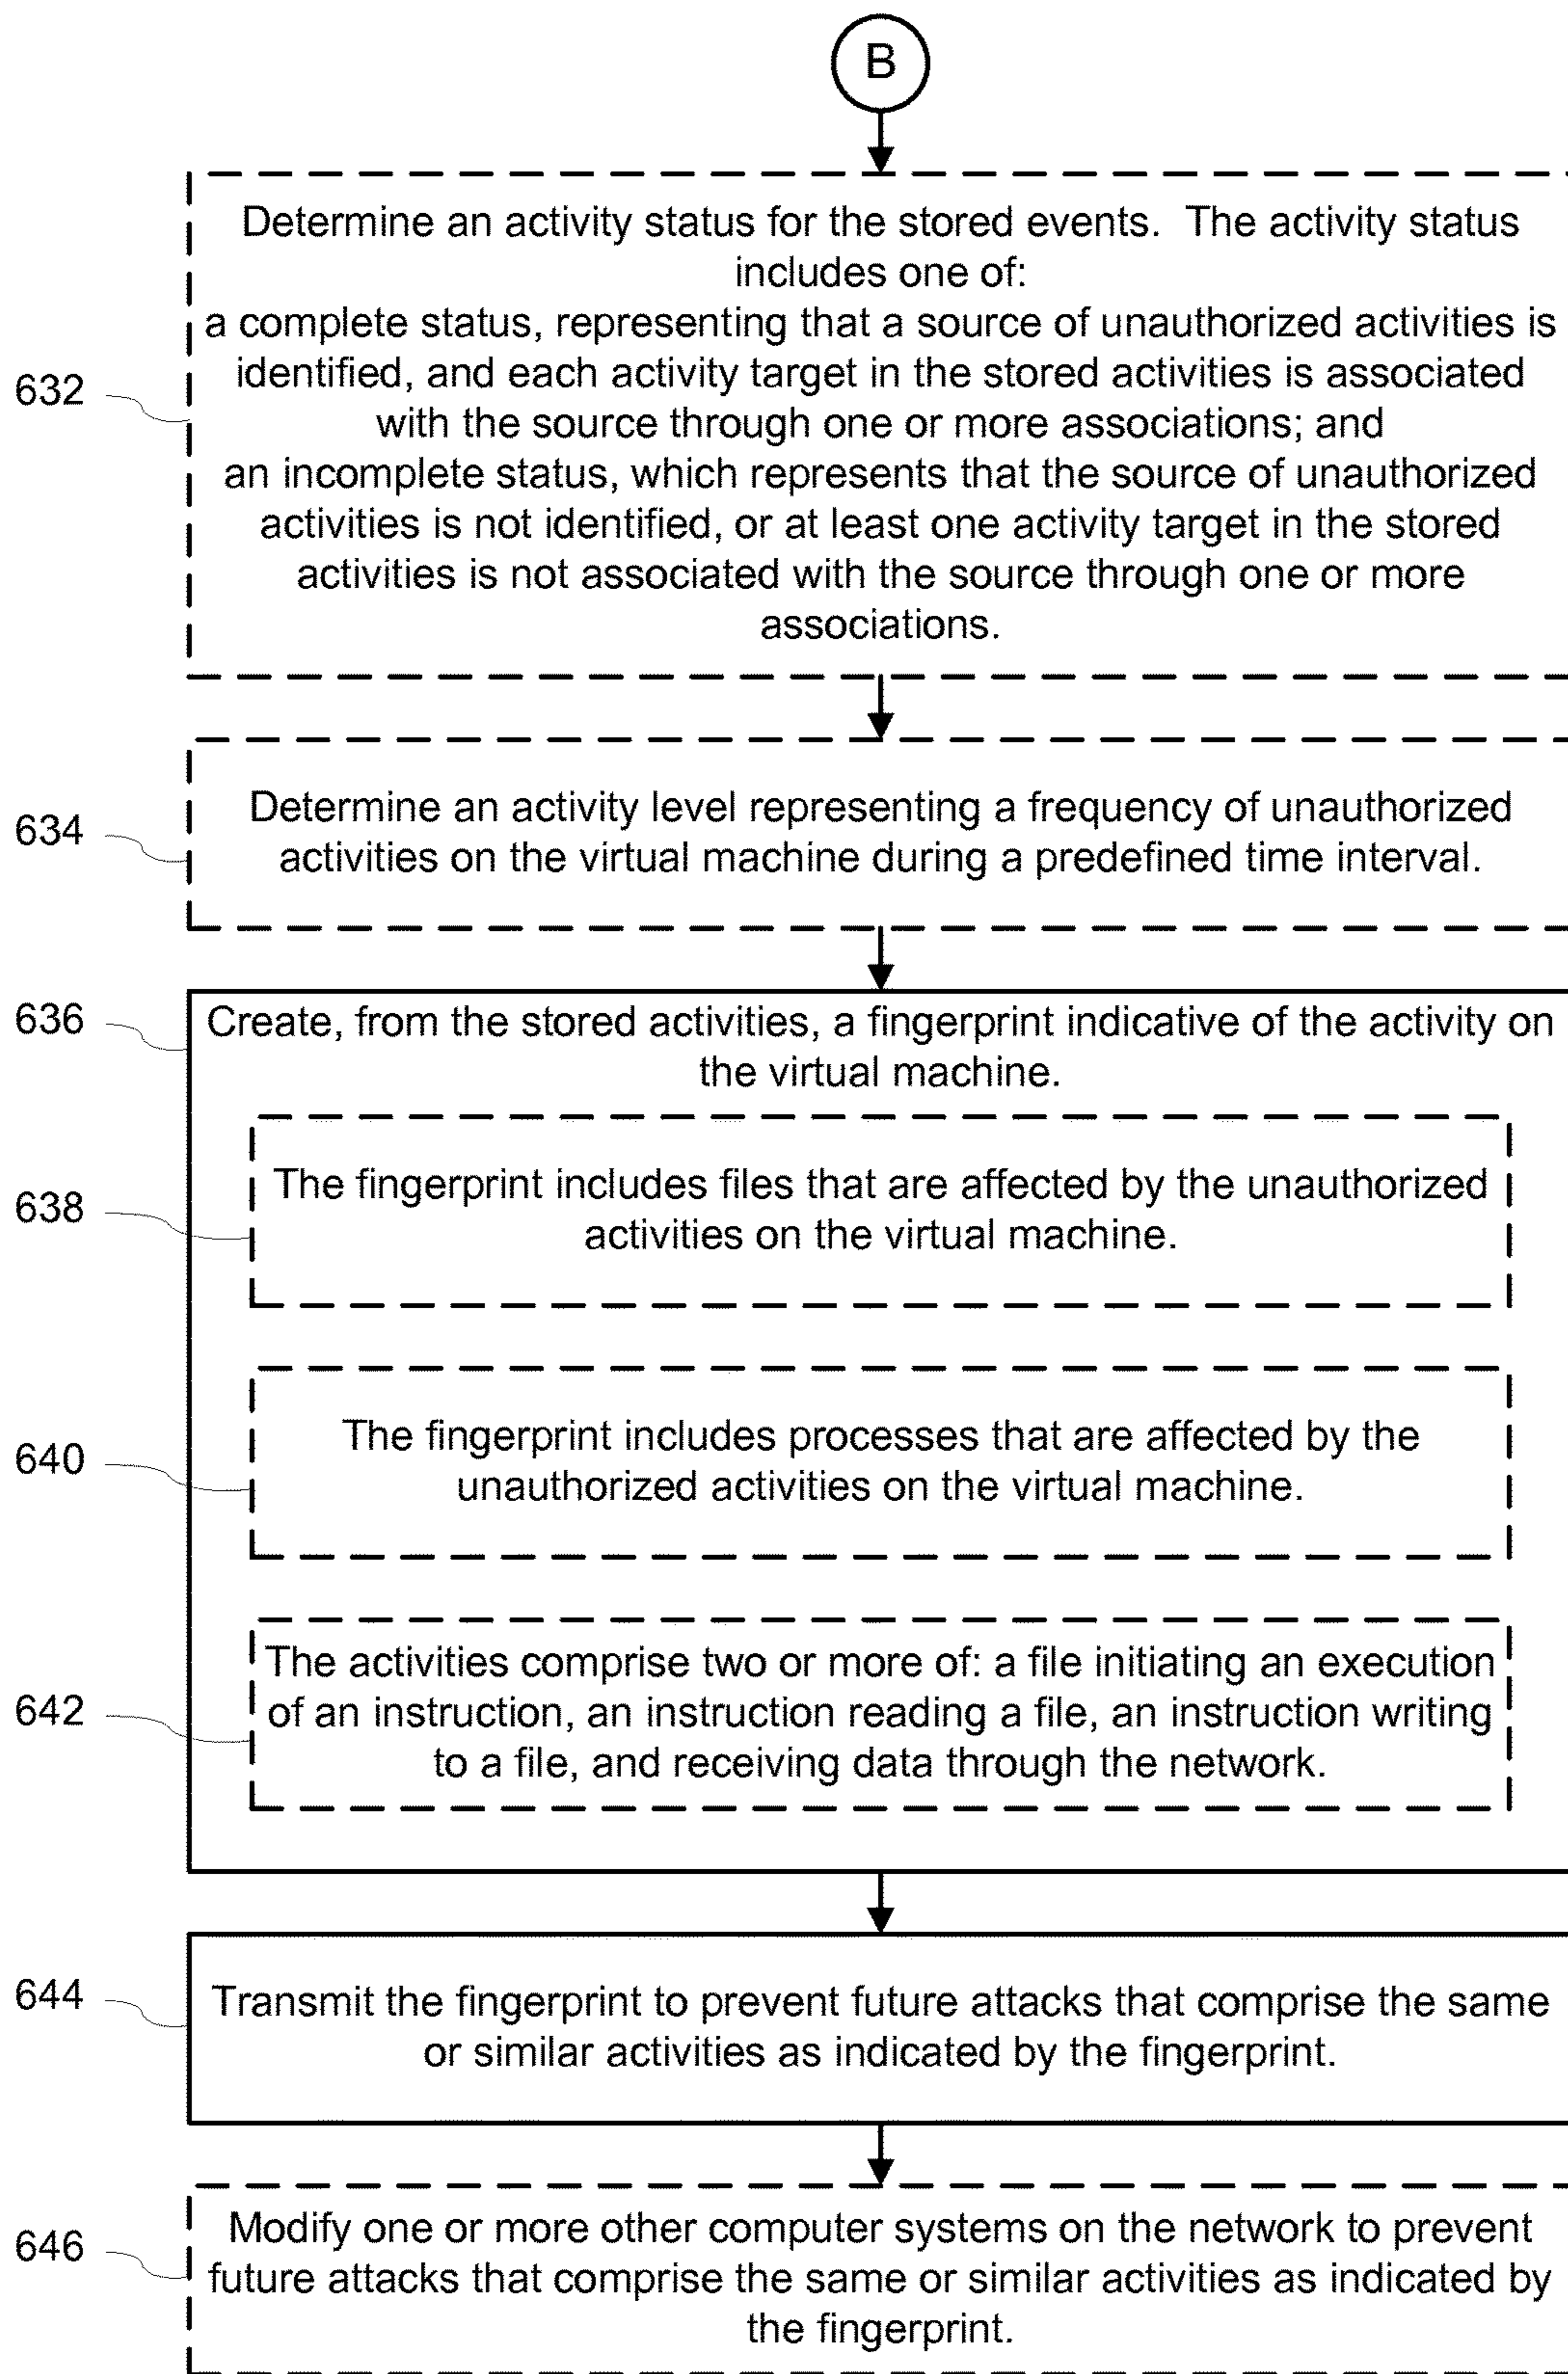 B
Determine an activity status for the stored events. The activity status
includes one of:
a complete status, representing that a source of unauthorized activities is
identified, and each activity target in the stored activities is associated
with the source through one or more associations; and
an incomplete status, which represents that the source of unauthorized
activities is not identified, or at least one activity target in the stored
activities is not associated with the source through one or more
associations.
632
Determine an activity level representing a frequency of unauthorized
activities on the virtual machine during a predefined time interval.
634
636
Create, from the stored activities, a fingerprint indicative of the activity on
the virtual machine.
The fingerprint includes files that are affected by the unauthorized
activities on the virtual machine.
638
The fingerprint includes processes that are affected by the
unauthorized activities on the virtual machine.
640
The activities comprise two or more of: a file initiating an execution
of an instruction, an instruction reading a file, an instruction writing
to a file, and receiving data through the network.
642
Transmit the fingerprint to prevent future attacks that comprise the same
or similar activities as indicated by the fingerprint.
644
Modify one or more other computer systems on the network to prevent
future attacks that comprise the same or similar activities as indicated by
the fingerprint.
646